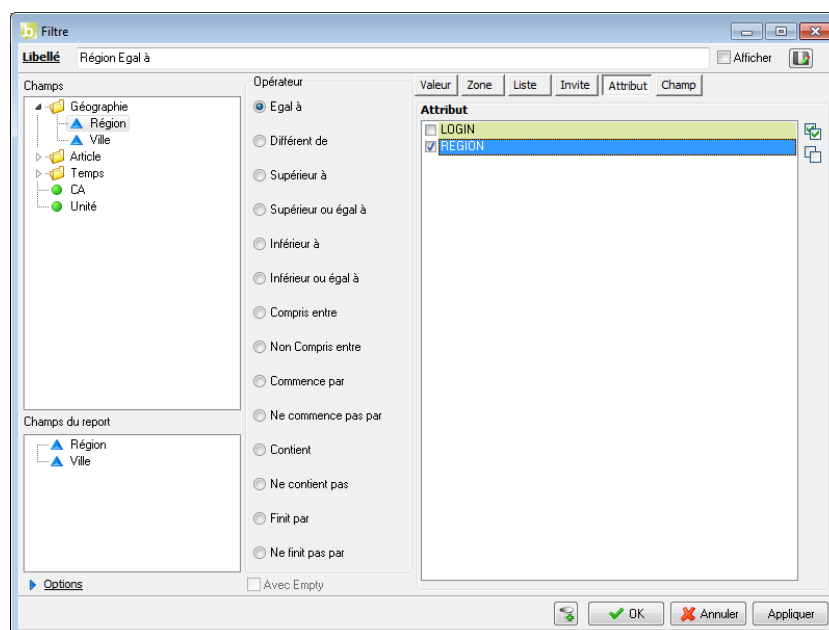 Filtre
Libellé Région Egal à Afficher
Champs
Géographie
Région
Ville
Article
Temps
CA
Unité
Champs du report
Région
Ville
Options
Opérateur
Egal à
Différent de
Supérieur à
Supérieur ou égal à
Inférieur à
Inférieur ou égal à
Compris entre
Non Compris entre
Commence par
Ne commence pas par
Contient
Ne contient pas
Finit par
Ne finit pas par
Avec Empty
Valeur Zone Liste Invite Attribut Champ
Attribut
LOGIN
REGION
OK Annuler Appliquer